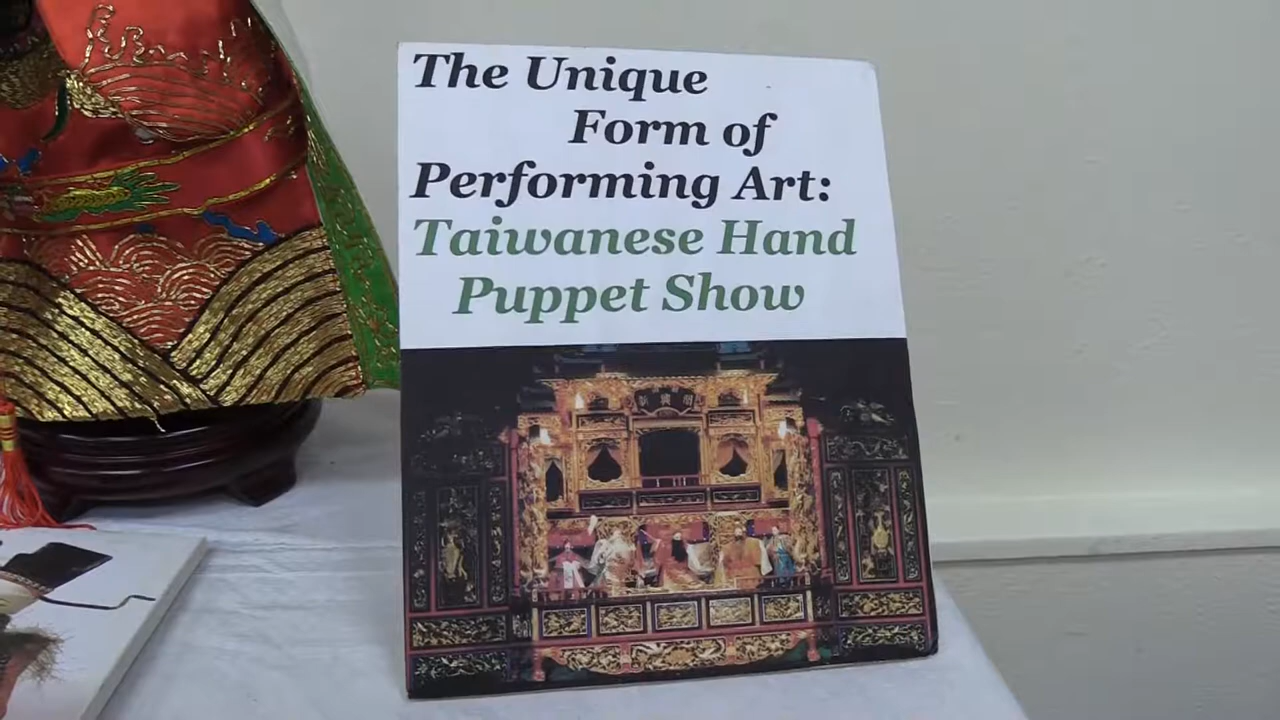 The Unique
Form of
Performing Art:
Taiwanese Hand
Puppet Show